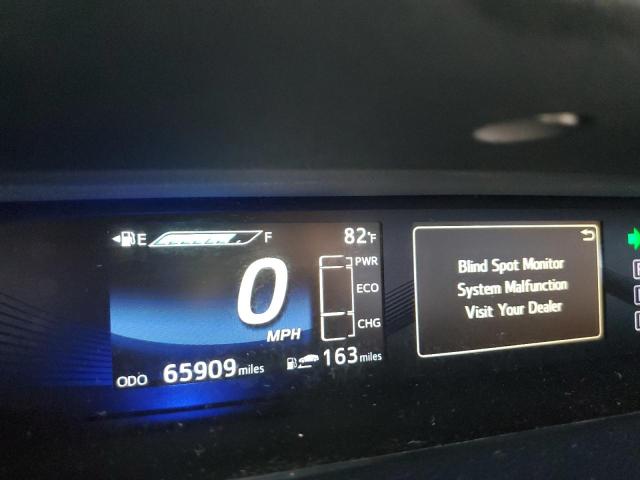 E F 82°F
0
MPH
PWR
ECO
CHG
ODO 65909 miles
163 miles
Blind Spot Monitor
System Malfunction
Visit Your Dealer